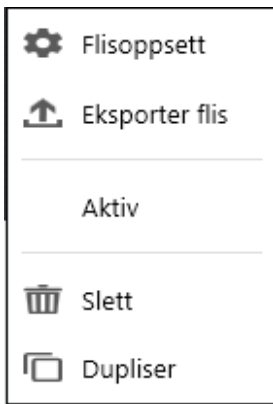 Flisoppsett
Eksporter flis
Aktiv
Slett
Dupliser